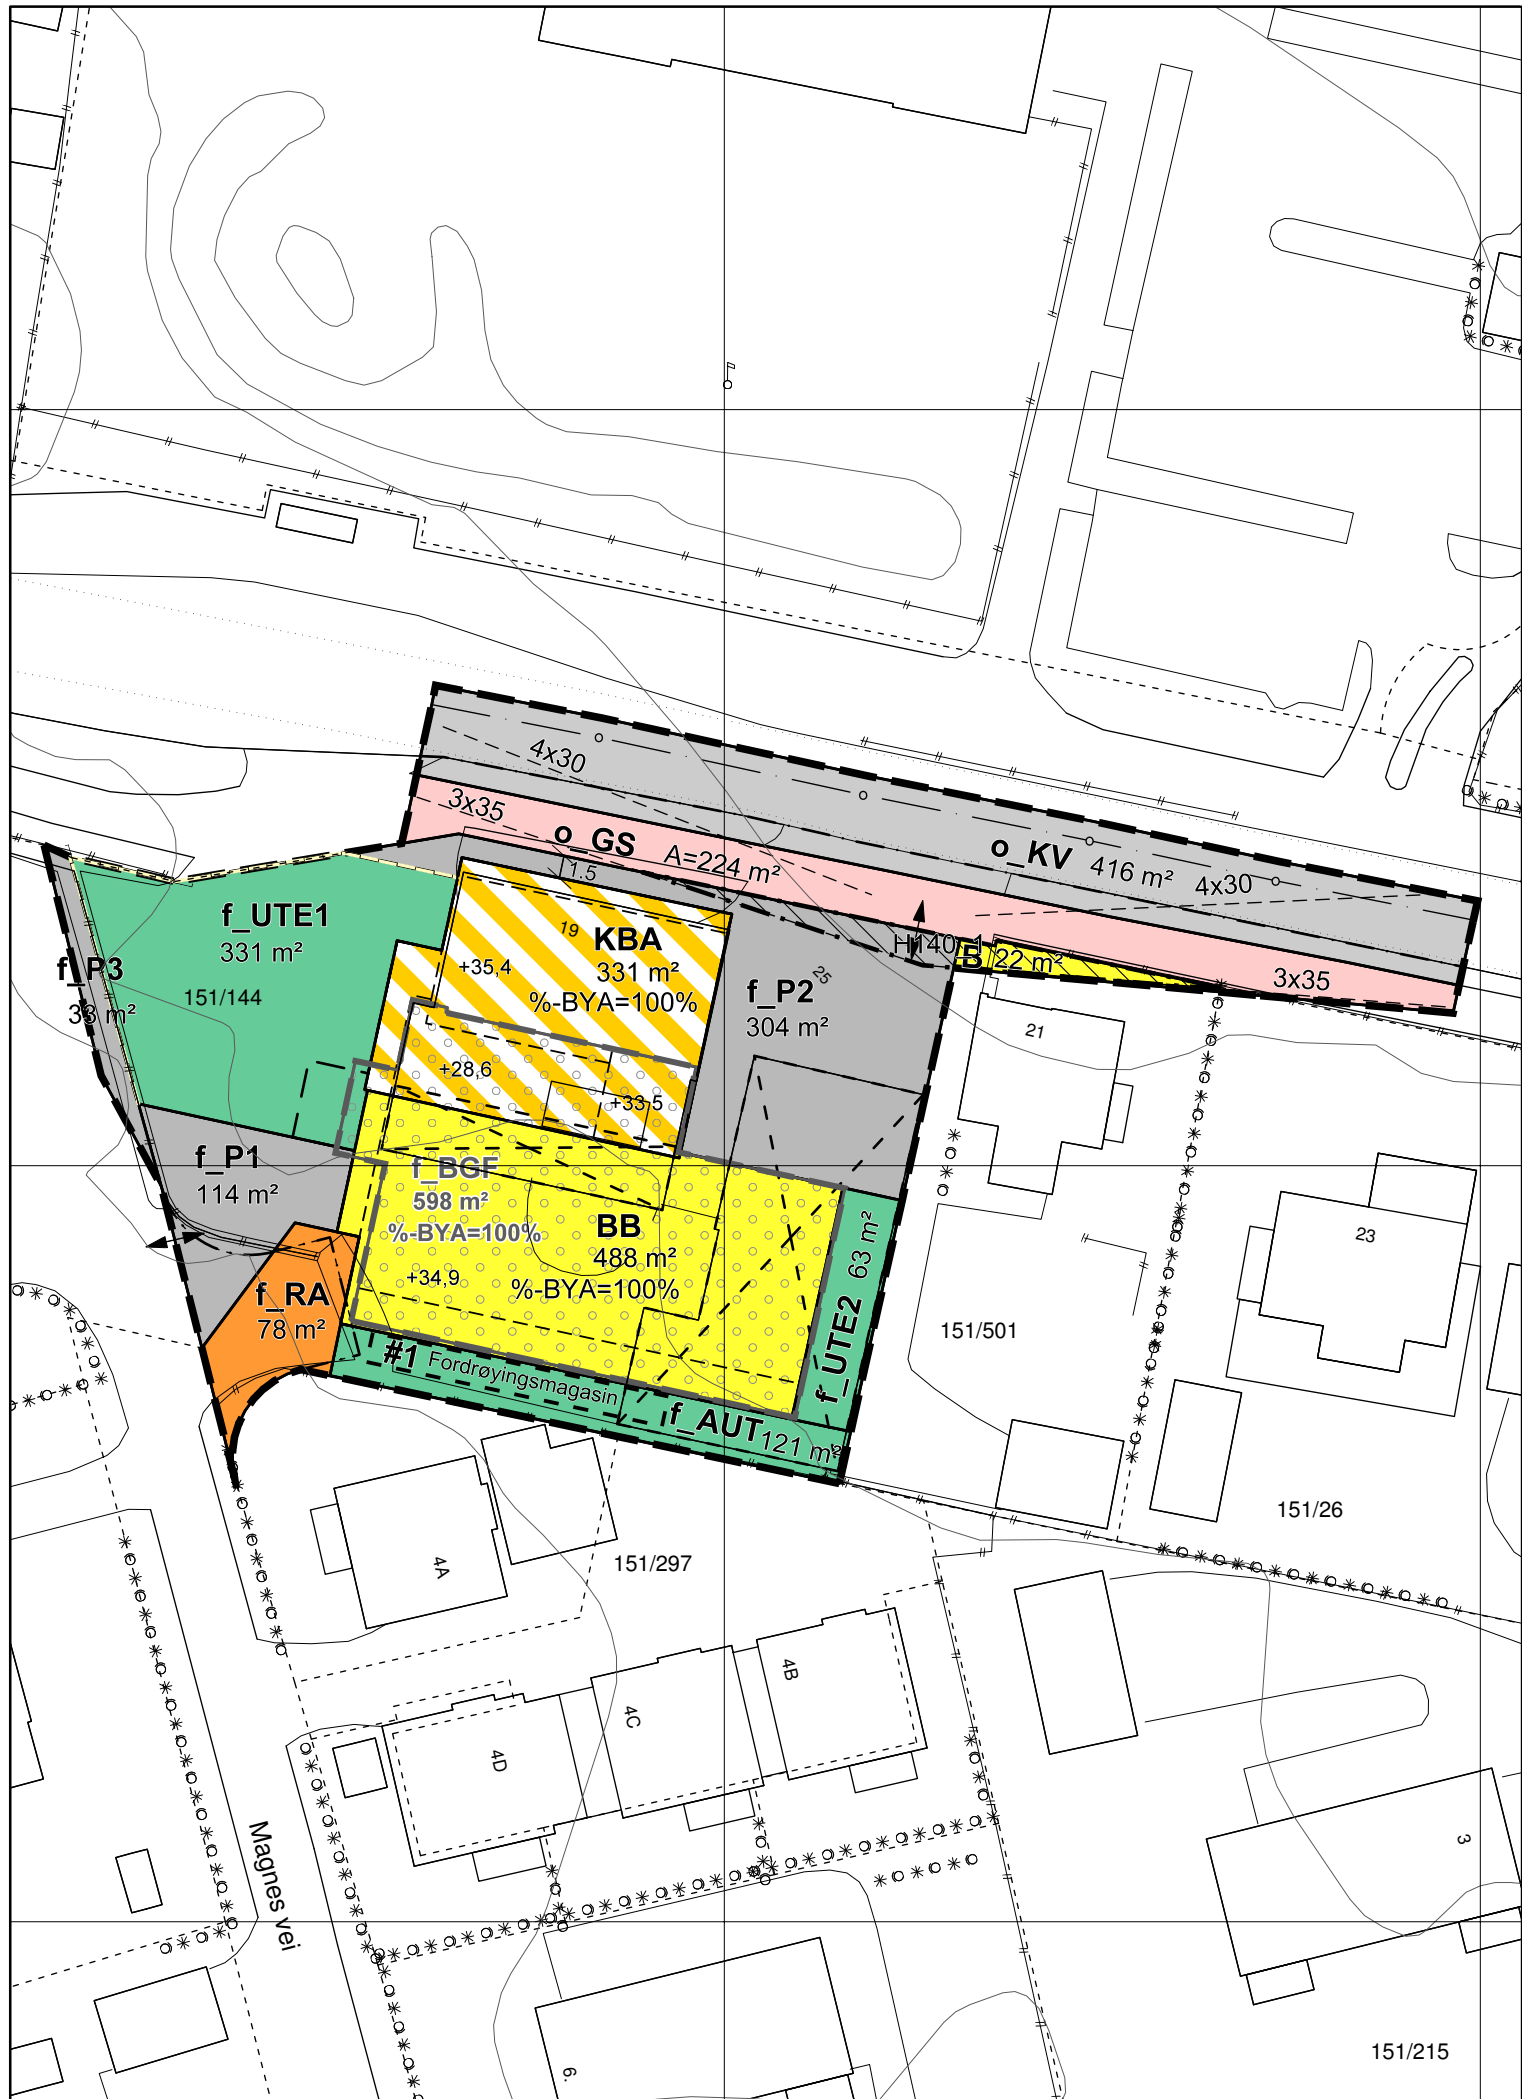 4x30
3x35
o_GS
A=224 m²
o_KV
416 m²
4x30
1.5
f_UTE1
331 m²
19
KBA
331 m²
%-BYA=100%
H140_1
B
22 m²
3x35
f_P3
33 m²
151/144
+35,4
25
f_P2
304 m²
21
+28,6
+33,5
f_P1
114 m²
f_BGF
598 m²
%-BYA=100%
BB
488 m²
%-BYA=100%
+34,9
f_UTE2 63 m²
23
f_RA
78 m²
151/501
#1 Fordrøyingsmagasin
f_AUT
121 m²
151/26
4A
151/297
4B
4C
4D
Magnes vei
3
6.
151/215